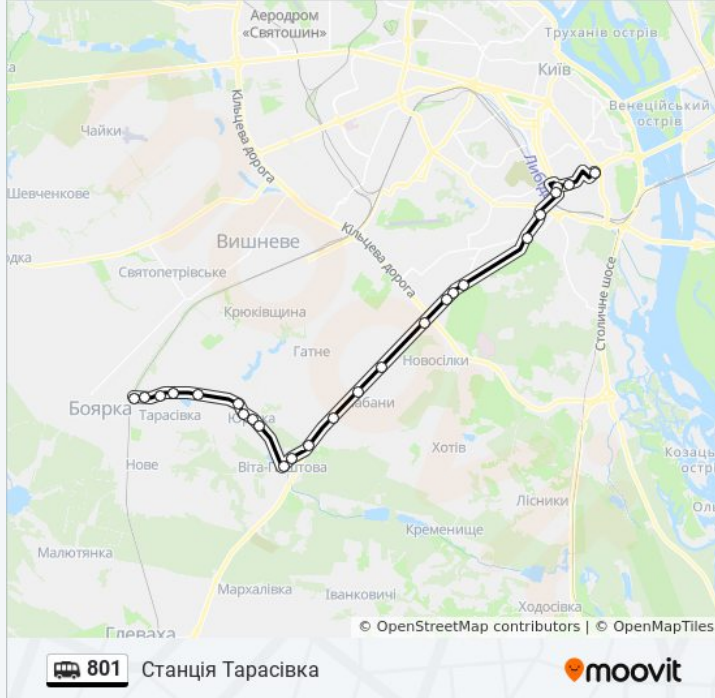 Аеродром
«Святошин»
Труханів острів
Київ
Кільцева дорога
Венеційський
острів
Чайки
Либідь
Шевченкове
Вишневе
Кільцева дорога
Святопетрівське
Столичне шосе
Крюківщина
Гатне
Новосілки
Боярка
Тарасівка
Хотів
Нове
Віта-Поштова
Лісники
Кременище
Малютянка
Мархалівка
Іванковичі
Ходосівка
Глеваха
© OpenStreetMap contributors | © OpenMapTiles
801 Станція Тарасівка
moovit